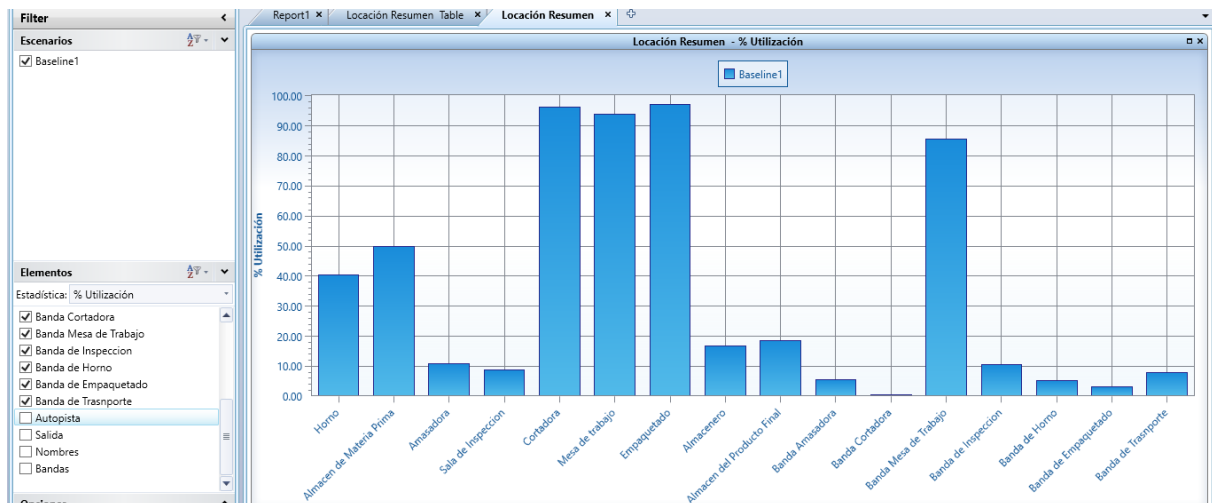 Filter
Escenarios
Baseline1
Elementos
Estadística: % Utilización
Banda Cortadora
Banda Mesa de Trabajo
Banda de Inspeccion
Banda de Horno
Banda de Empaquetado
Banda de Trasnporte
Autopista
Salida
Nombres
Bandas
Report1
Locación Resumen Table
Locación Resumen
Locación Resumen - % Utilización
Baseline1
% Utilización
100.00
90.00
80.00
70.00
60.00
50.00
40.00
30.00
20.00
10.00
0.00
Horno
Almacen de Materia Prima
Amasadora
Sala de Inspeccion
Cortadora
Mesa de trabajo
Empaquetado
Almacenero
Almacen del Producto Final
Banda Amasadora
Banda Cortadora
Banda Mesa de Trabajo
Banda de Inspeccion
Banda de Horno
Banda de Empaquetado
Banda de Trasnporte